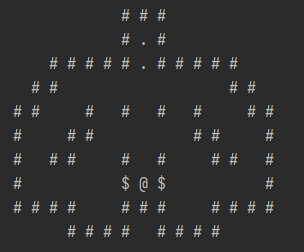 # # #
            # . #
    # # # # # . # # # # #
  # #                   # #
# #     #   #   #   #     # #
#     # #           # #     #
#   # #     #   #     # #   #
#           $ @ $           #
# # # #     # # #     # # # #
      # # # #   # # # #